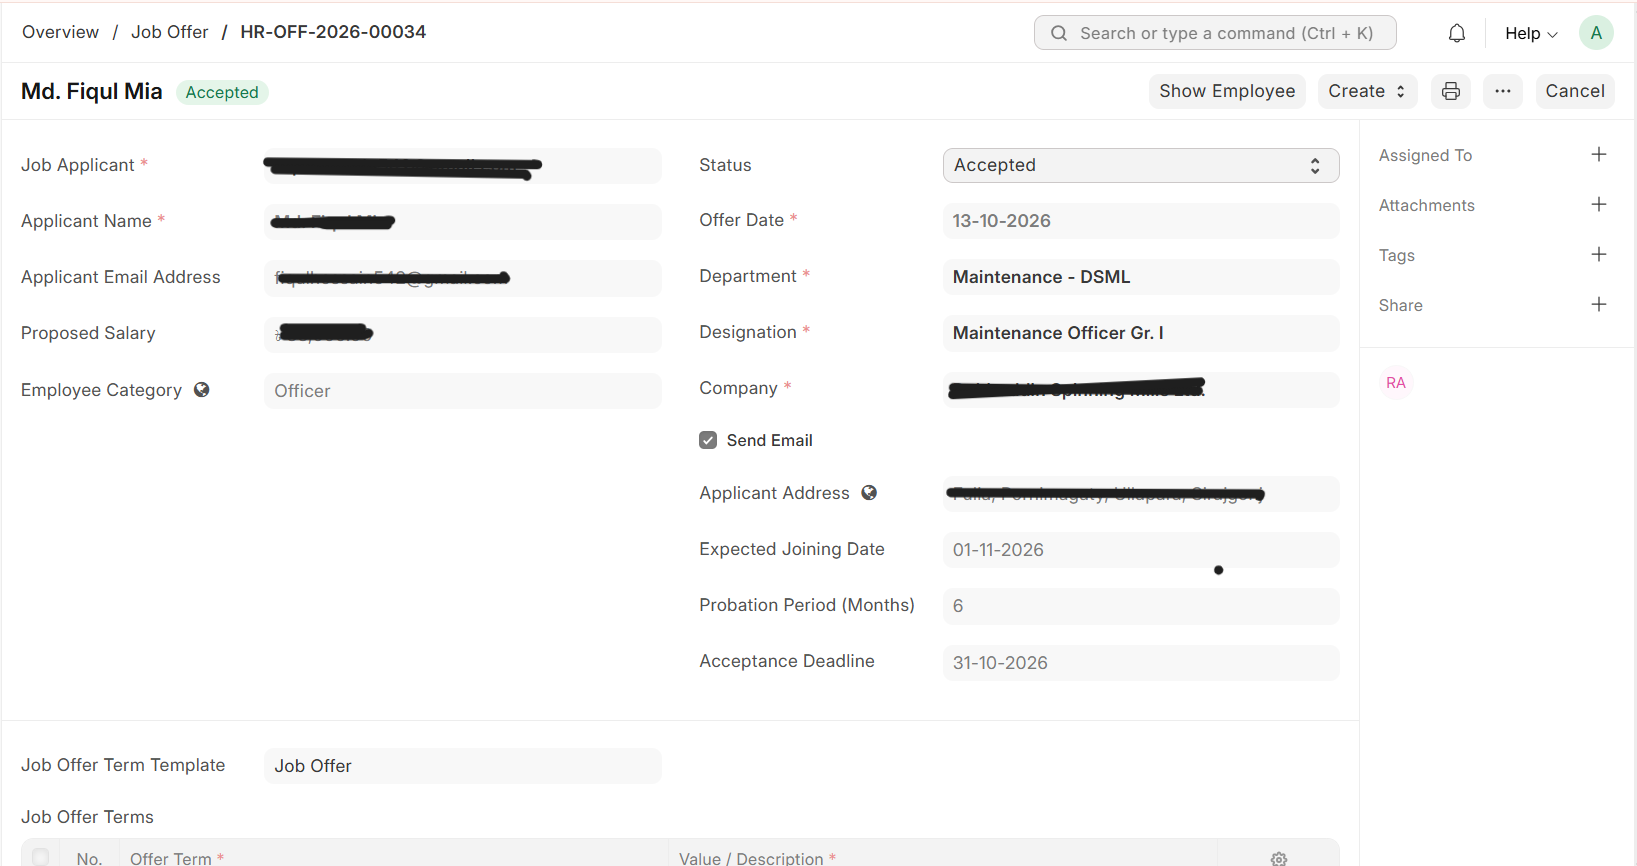 Overview / Job Offer / HR-OFF-2026-00034
Search or type a command (Ctrl + K)
Help
A
Md. Fiqul Mia
Accepted
Show Employee
Create
...
Cancel
Job Applicant *
Applicant Name *
Applicant Email Address
Proposed Salary
Employee Category
Officer
Status
Accepted
Offer Date *
13-10-2026
Department *
Maintenance - DSML
Designation *
Maintenance Officer Gr. I
Company *
Send Email
Applicant Address
Expected Joining Date
01-11-2026
Probation Period (Months)
6
Acceptance Deadline
31-10-2026
Assigned To
Attachments
Tags
Share
RA
Job Offer Term Template
Job Offer
Job Offer Terms
No.
Offer Term *
Value / Description *